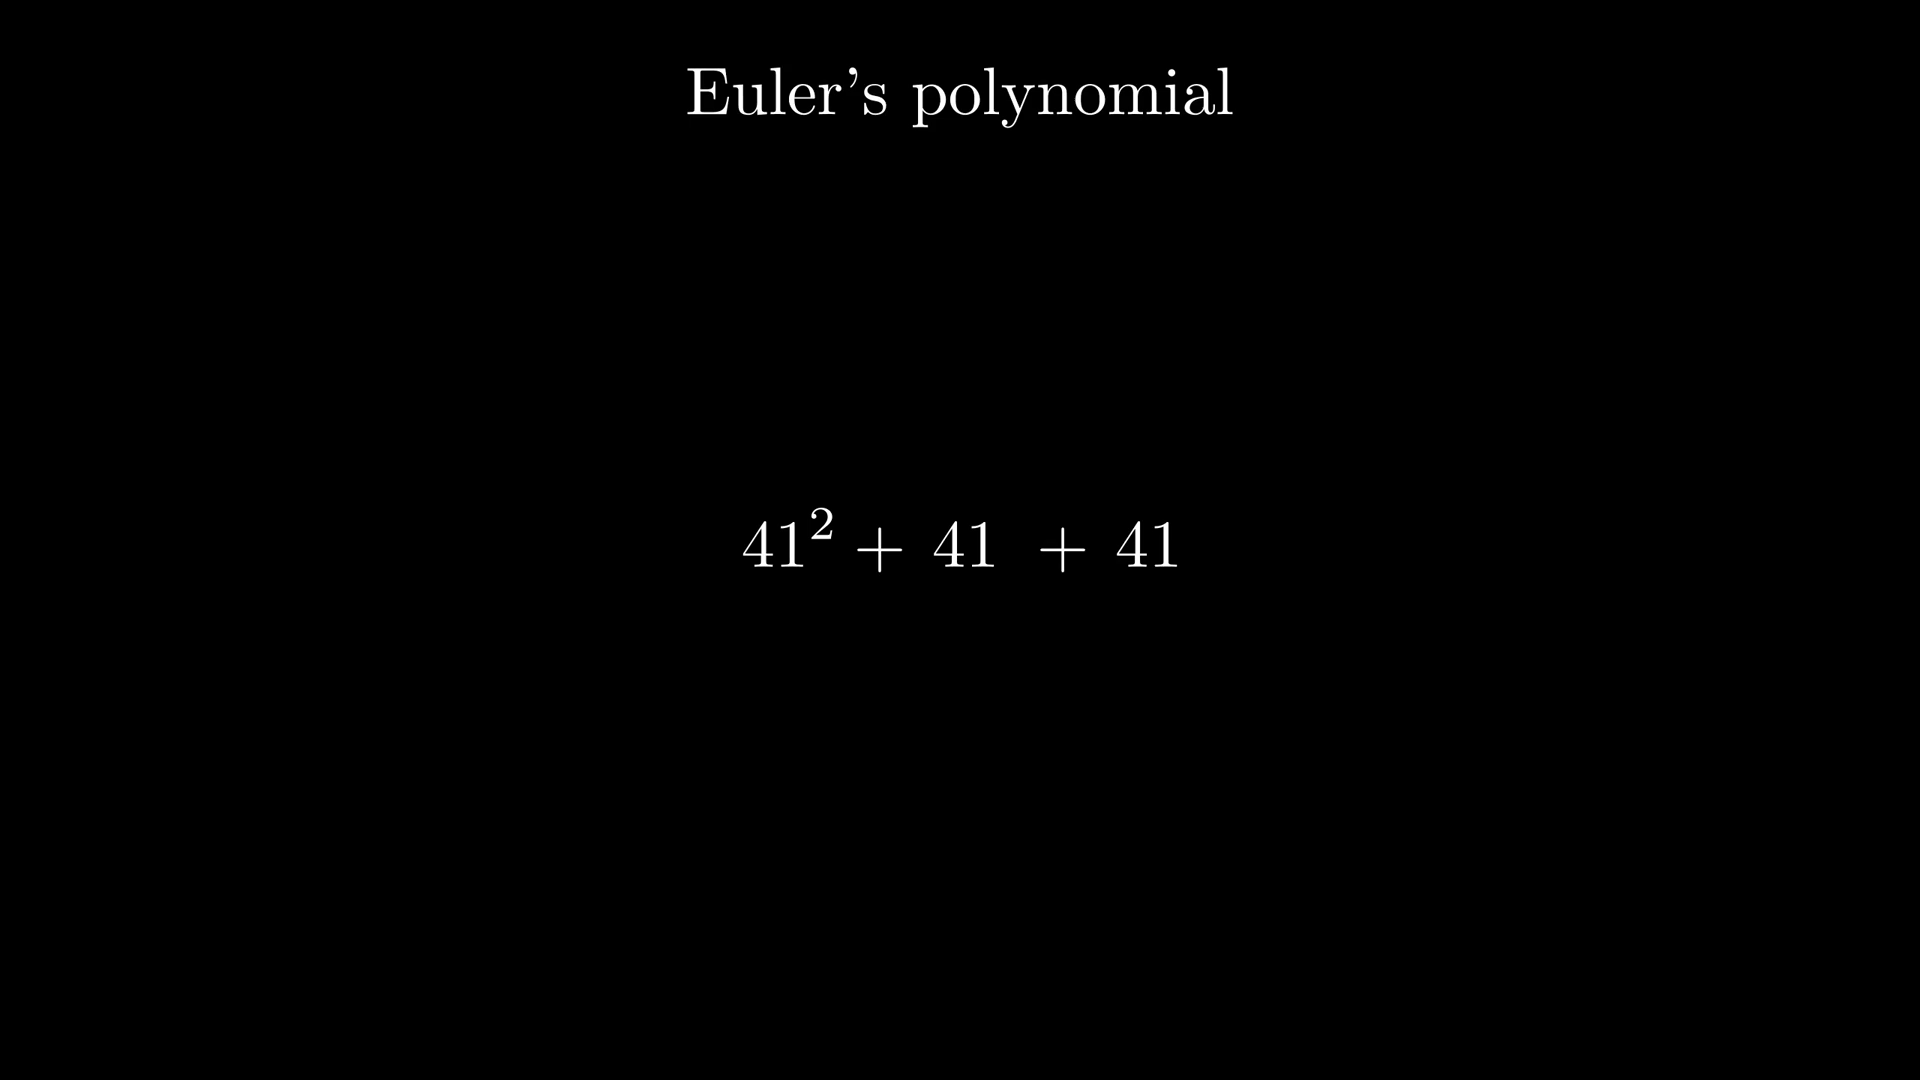 Euler’s polynomial
41² + 41 + 41